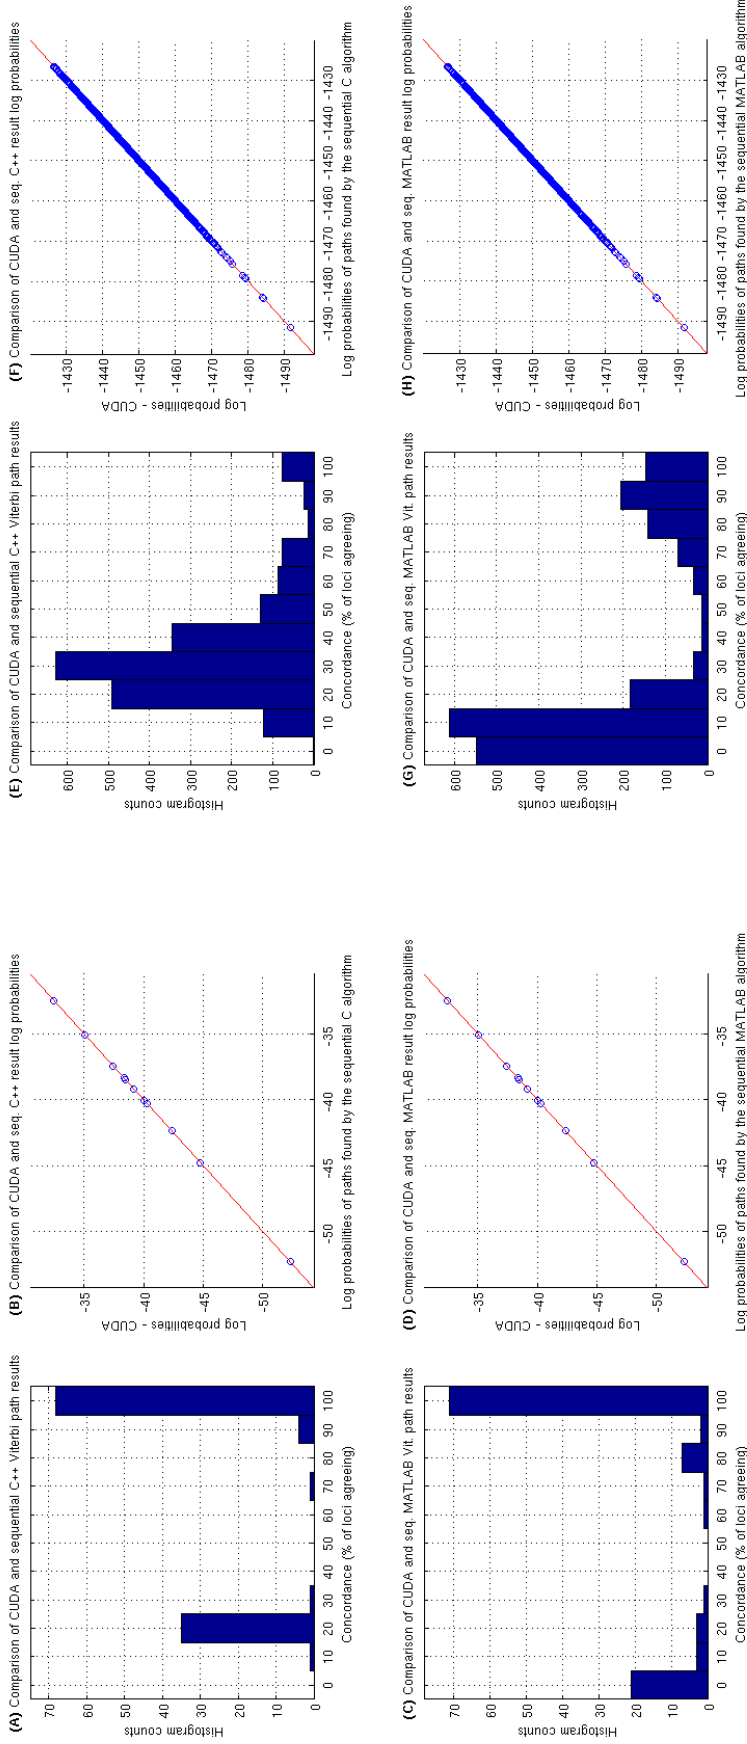 (A) Comparison of CUDA and sequential C++ Viterbi path results
Histogram counts
70
60
50
40
30
20
10
0
0 10 20 30 40 50 60 70 80 90 100
Concordance (% of loci agreeing)
(B) Comparison of CUDA and seq. C++ result log probabilities
Log probabilities - CUDA
-35
-40
-45
-50
-50 -45 -40 -35
Log probabilities of paths found by the sequential C algorithm
(E) Comparison of CUDA and sequential C++ Viterbi path results
Histogram counts
600
500
400
300
200
100
0
0 10 20 30 40 50 60 70 80 90 100
Concordance (% of loci agreeing)
(F) Comparison of CUDA and seq. C++ result log probabilities
Log probabilities - CUDA
-1430
-1440
-1450
-1460
-1470
-1480
-1490
-1490 -1480 -1470 -1460 -1450 -1440 -1430
Log probabilities of paths found by the sequential C algorithm
(C) Comparison of CUDA and seq. MATLAB Vit. path results
Histogram counts
70
60
50
40
30
20
10
0
0 10 20 30 40 50 60 70 80 90 100
Concordance (% of loci agreeing)
(D) Comparison of CUDA and seq. MATLAB result log probabilities
Log probabilities - CUDA
-35
-40
-45
-50
-50 -45 -40 -35
Log probabilities of paths found by the sequential MATLAB algorithm
(G) Comparison of CUDA and seq. MATLAB Vit. path results
Histogram counts
600
500
400
300
200
100
0
0 10 20 30 40 50 60 70 80 90 100
Concordance (% of loci agreeing)
(H) Comparison of CUDA and seq. MATLAB result log probabilities
Log probabilities - CUDA
-1430
-1440
-1450
-1460
-1470
-1480
-1490
-1490 -1480 -1470 -1460 -1450 -1440 -1430
Log probabilities of paths found by the sequential MATLAB algorithm